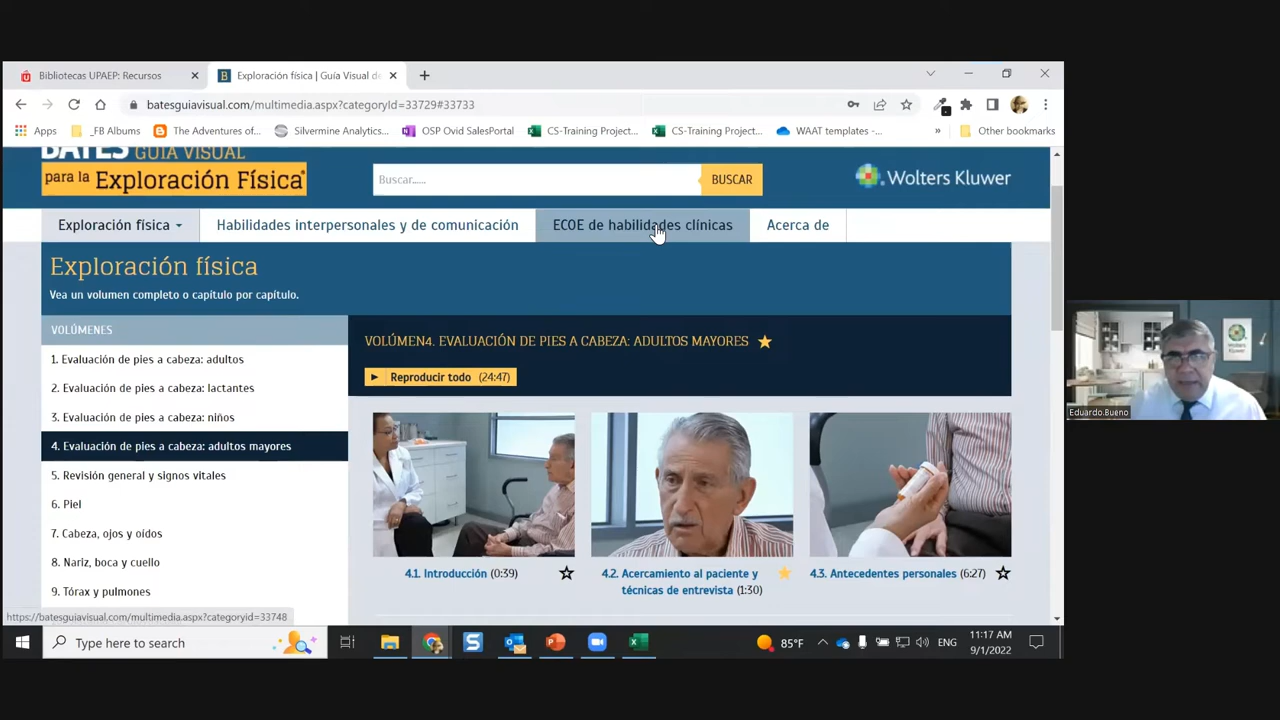 Bibliotecas UPAEP: Recursos
Exploración física | Guía Visual de
batesguiavisual.com/multimedia.aspx?categoryId=33729#33733
Apps
_FB Albums
The Adventures of...
Silvermine Analytics...
OSP Ovid SalesPortal
CS-Training Project...
CS-Training Project...
WAAT templates -...
»
Other bookmarks
BATES GUÍA VISUAL
para la Exploración Física®
Buscar......
BUSCAR
Wolters Kluwer
Exploración física
Habilidades interpersonales y de comunicación
ECOE de habilidades clínicas
Acerca de
Exploración física
Vea un volumen completo o capítulo por capítulo.
VOLÚMENES
1. Evaluación de pies a cabeza: adultos
2. Evaluación de pies a cabeza: lactantes
3. Evaluación de pies a cabeza: niños
4. Evaluación de pies a cabeza: adultos mayores
5. Revisión general y signos vitales
6. Piel
7. Cabeza, ojos y oídos
8. Nariz, boca y cuello
9. Tórax y pulmones
VOLÚMEN4. EVALUACIÓN DE PIES A CABEZA: ADULTOS MAYORES
Reproducir todo (24:47)
4.1. Introducción (0:39)
4.2. Acercamiento al paciente y
técnicas de entrevista (1:30)
4.3. Antecedentes personales (6:27)
https://batesguiavisual.com/multimedia.aspx?categoryid=33748
Type here to search
85°F
ENG
11:17 AM
9/1/2022
Wolters
Kluwer
Eduardo.Bueno